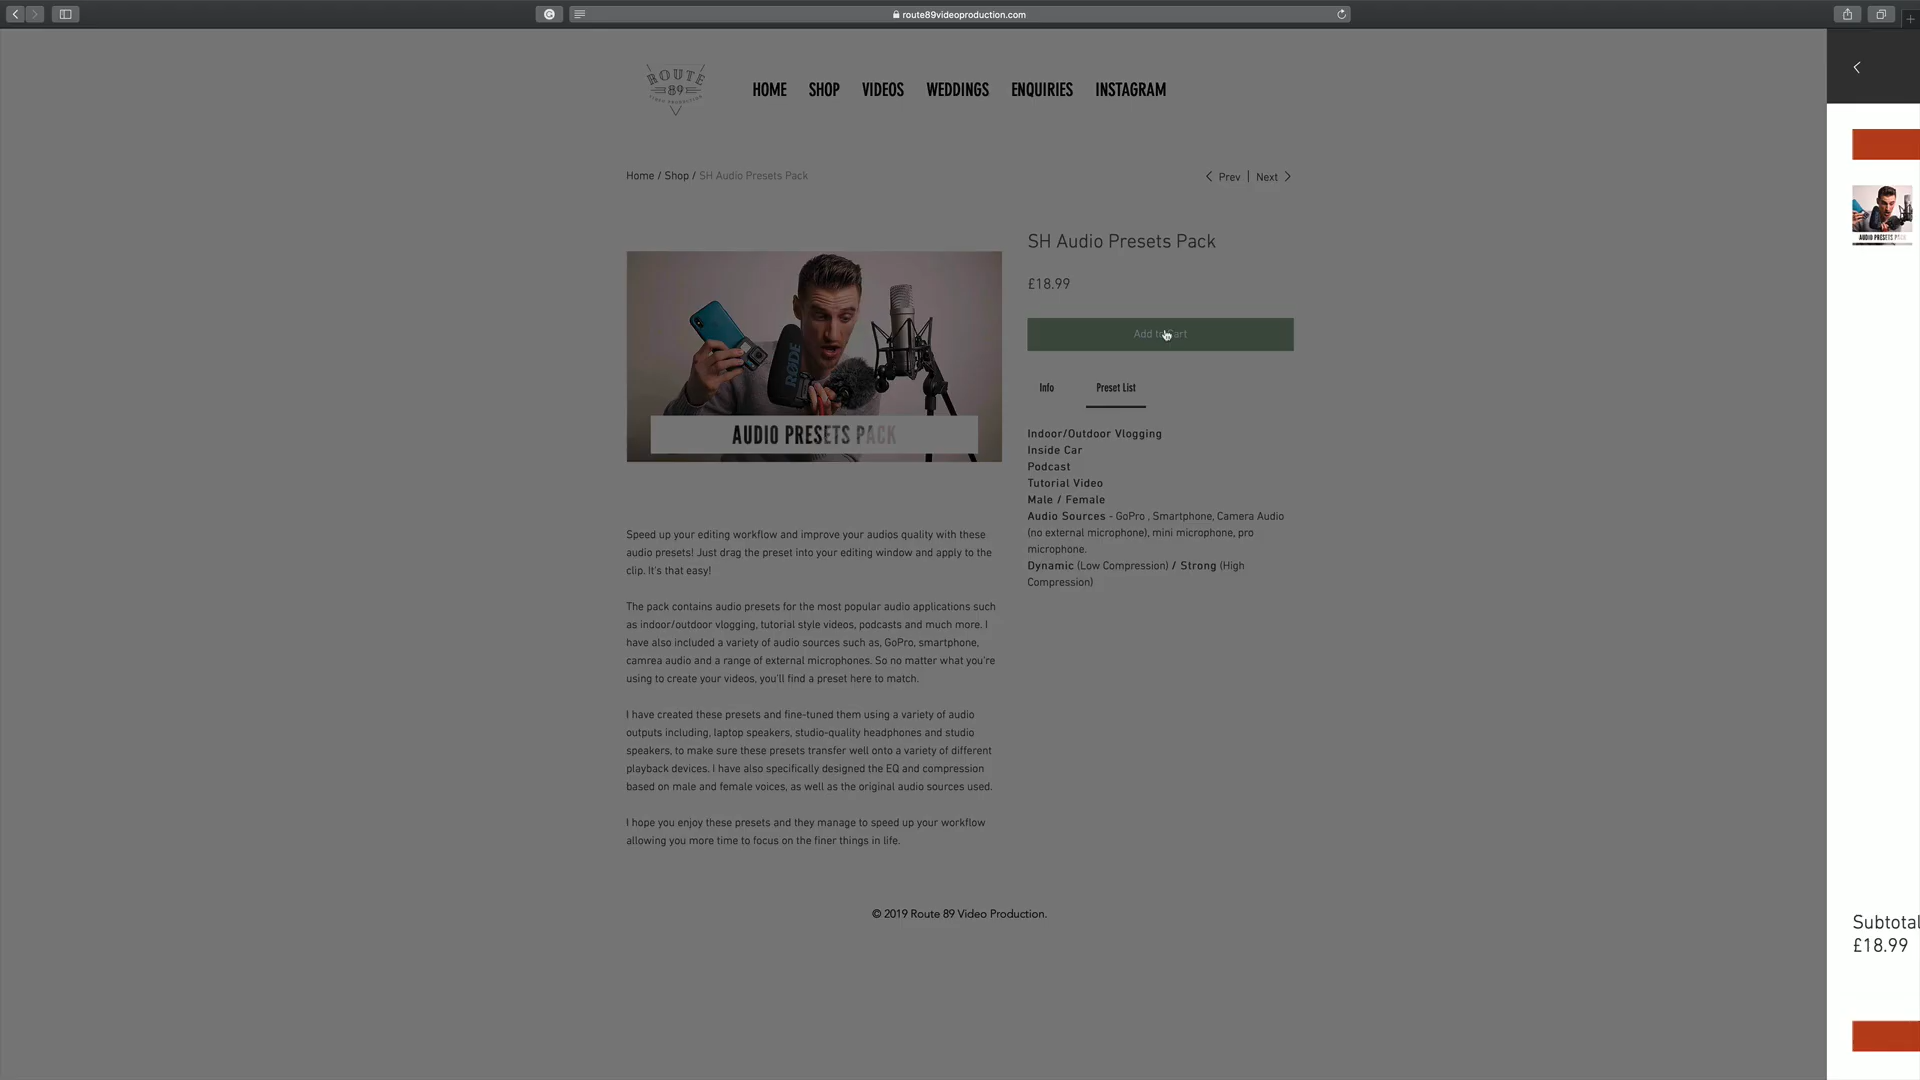 route89videoproduction.com
ROUTE
89
VIDEO PRODUCTION
HOME SHOP VIDEOS WEDDINGS ENQUIRIES INSTAGRAM
Home / Shop / SH Audio Presets Pack
Prev | Next
SH Audio Presets Pack
£18.99
Add to Cart
RØDE
AUDIO PRESETS PACK
Info Preset List
Indoor/Outdoor Vlogging
Inside Car
Podcast
Tutorial Video
Male / Female
Audio Sources - GoPro , Smartphone, Camera Audio
(no external microphone), mini microphone, pro
microphone.
Dynamic (Low Compression) / Strong (High
Compression)
Speed up your editing workflow and improve your audios quality with these
audio presets! Just drag the preset into your editing window and apply to the
clip. It's that easy!
The pack contains audio presets for the most popular audio applications such
as indoor/outdoor vlogging, tutorial style videos, podcasts and much more. I
have also included a variety of audio sources such as, GoPro, smartphone,
camrea audio and a range of external microphones. So no matter what you're
using to create your videos, you'll find a preset here to match.
I have created these presets and fine-tuned them using a variety of audio
outputs including, laptop speakers, studio-quality headphones and studio
speakers, to make sure these presets transfer well onto a variety of different
playback devices. I have also specifically designed the EQ and compression
based on male and female voices, as well as the original audio sources used.
I hope you enjoy these presets and they manage to speed up your workflow
allowing you more time to focus on the finer things in life.
© 2019 Route 89 Video Production.
AUDIO PRESETS PACK
Subtotal
£18.99